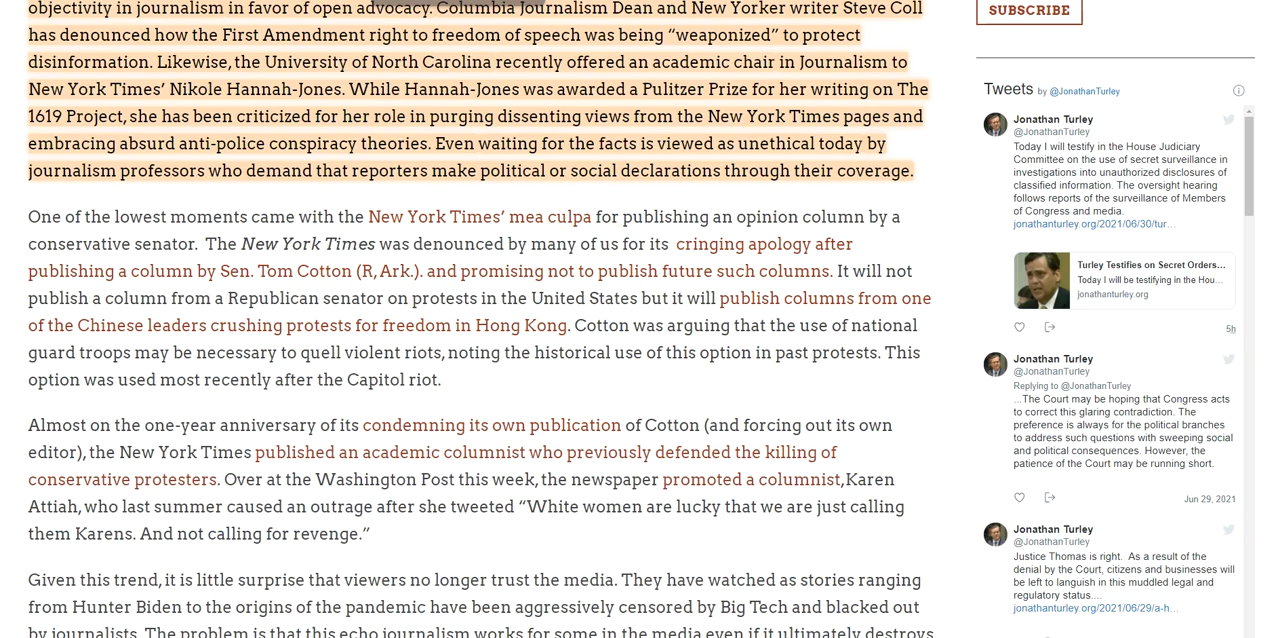 objectivity in journalism in favor of open advocacy. Columbia Journalism Dean and New Yorker writer Steve Coll
has denounced how the First Amendment right to freedom of speech was being “weaponized” to protect
disinformation. Likewise, the University of North Carolina recently offered an academic chair in Journalism to
New York Times’ Nikole Hannah-Jones. While Hannah-Jones was awarded a Pulitzer Prize for her writing on The
1619 Project, she has been criticized for her role in purging dissenting views from the New York Times pages and
embracing absurd anti-police conspiracy theories. Even waiting for the facts is viewed as unethical today by
journalism professors who demand that reporters make political or social declarations through their coverage.
One of the lowest moments came with the New York Times’ mea culpa for publishing an opinion column by a
conservative senator. The New York Times was denounced by many of us for its cringing apology after
publishing a column by Sen. Tom Cotton (R, Ark.). and promising not to publish future such columns. It will not
publish a column from a Republican senator on protests in the United States but it will publish columns from one
of the Chinese leaders crushing protests for freedom in Hong Kong. Cotton was arguing that the use of national
guard troops may be necessary to quell violent riots, noting the historical use of this option in past protests. This
option was used most recently after the Capitol riot.
Almost on the one-year anniversary of its condemning its own publication of Cotton (and forcing out its own
editor), the New York Times published an academic columnist who previously defended the killing of
conservative protesters. Over at the Washington Post this week, the newspaper promoted a columnist, Karen
Attiah, who last summer caused an outrage after she tweeted “White women are lucky that we are just calling
them Karens. And not calling for revenge.”
Given this trend, it is little surprise that viewers no longer trust the media. They have watched as stories ranging
from Hunter Biden to the origins of the pandemic have been aggressively censored by Big Tech and blacked out
by journalists. The problem is that this echo journalism works for some in the media even if it ultimately destroys
SUBSCRIBE
Tweets by @JonathanTurley
Jonathan Turley
@JonathanTurley
Today I will testify in the House Judiciary
Committee on the use of secret surveillance in
investigations into unauthorized disclosures of
classified information. The oversight hearing
follows reports of the surveillance of Members
of Congress and media.
jonathanturley.org/2021/06/30/tur…
Turley Testifies on Secret Orders…
Today I will be testifying in the Hou…
jonathanturley.org
5h
Jonathan Turley
@JonathanTurley
Replying to @JonathanTurley
...The Court may be hoping that Congress acts
to correct this glaring contradiction. The
preference is always for the political branches
to address such questions with sweeping social
and political consequences. However, the
patience of the Court may be running short.
Jun 29, 2021
Jonathan Turley
@JonathanTurley
Justice Thomas is right. As a result of the
denial by the Court, citizens and businesses will
be left to languish in this muddled legal and
regulatory status....
jonathanturley.org/2021/06/29/a-h…